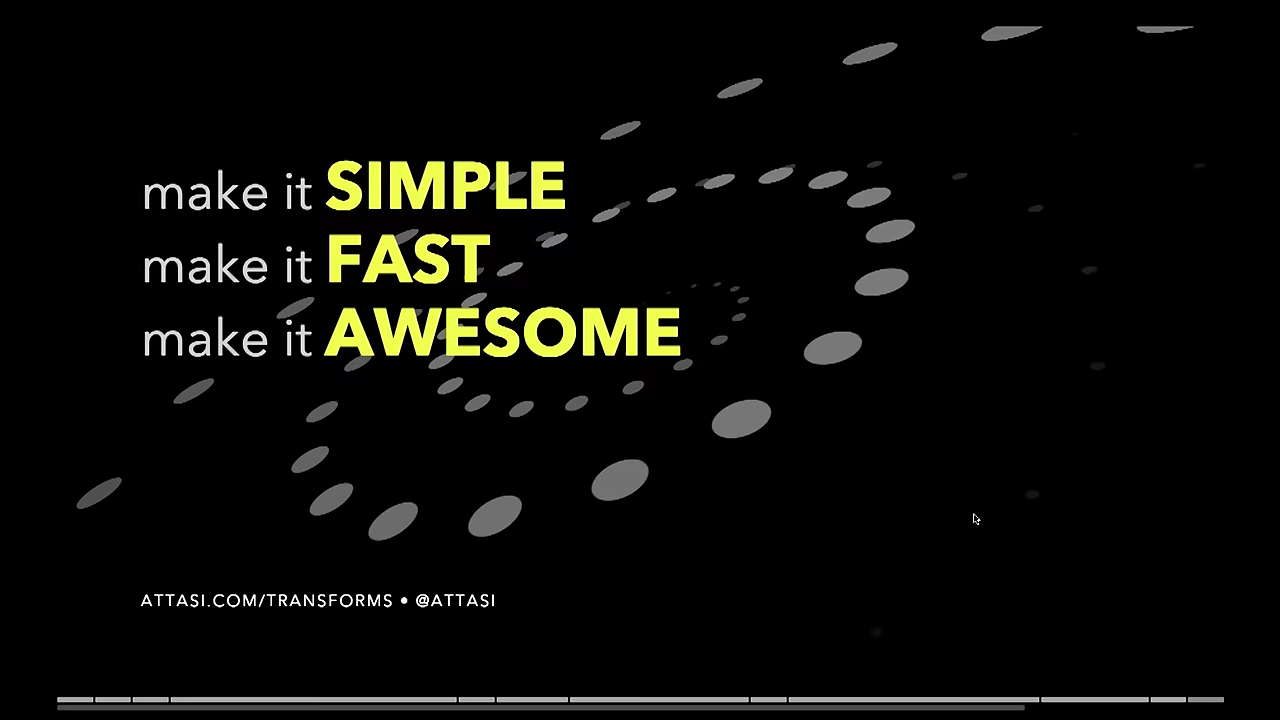 make it SIMPLE
make it FAST
make it AWESOME
ATTASI.COM/TRANSFORMS • @ATTASI